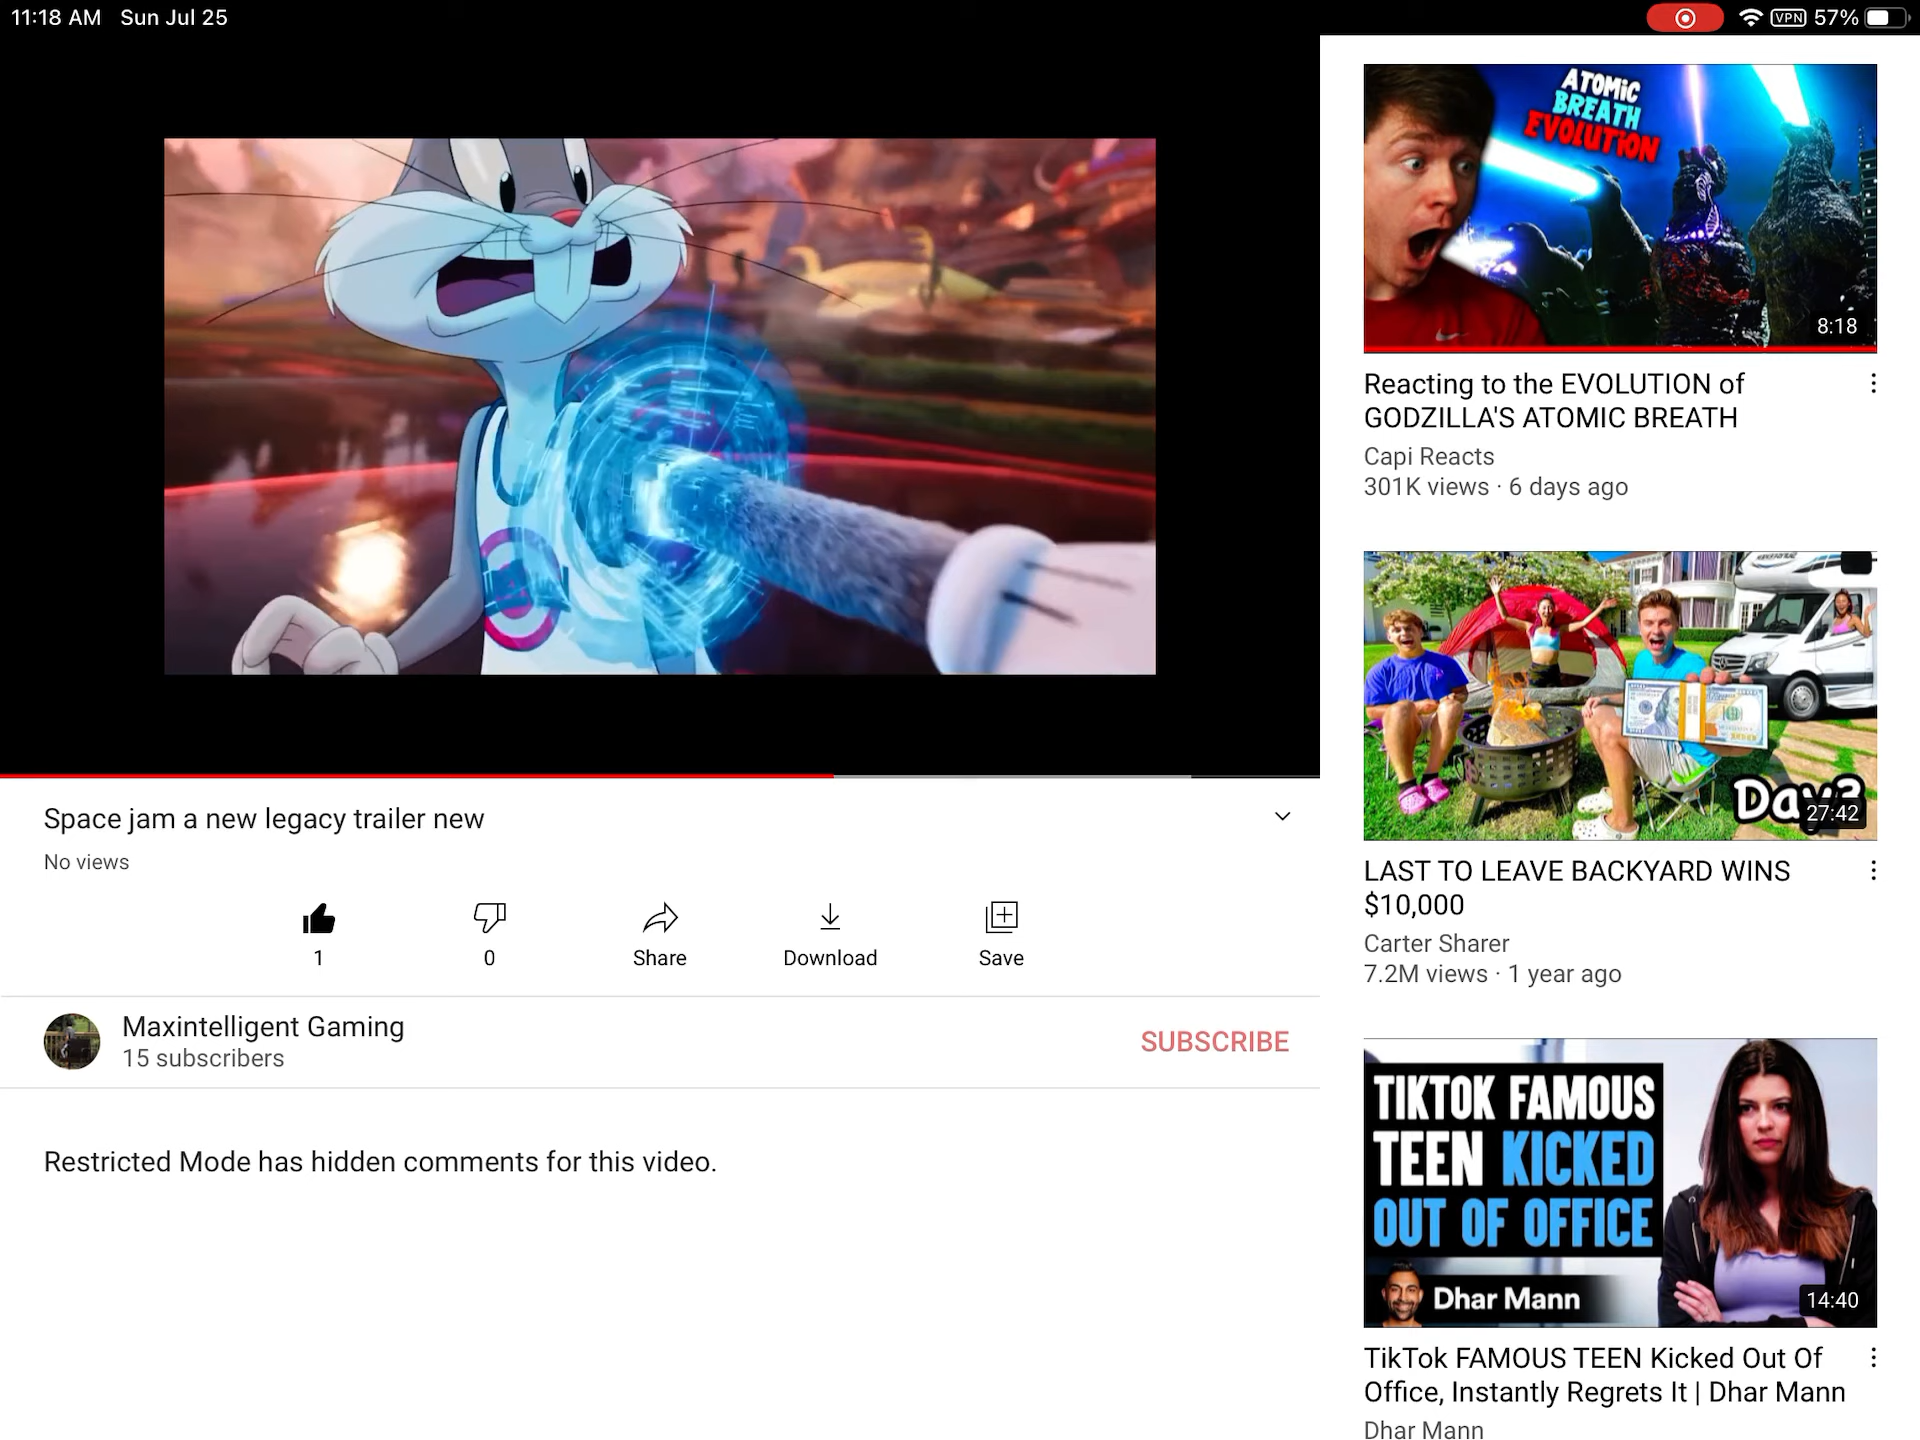 11:18 AM Sun Jul 25
VPN 57%
Space jam a new legacy trailer new
No views
1
0
Share
Download
Save
Maxintelligent Gaming
15 subscribers
SUBSCRIBE
Restricted Mode has hidden comments for this video.
ATOMIC
BREATH
EVOLUTION
8:18
Reacting to the EVOLUTION of
GODZILLA'S ATOMIC BREATH
Capi Reacts
301K views · 6 days ago
Day
27:42
LAST TO LEAVE BACKYARD WINS
$10,000
Carter Sharer
7.2M views · 1 year ago
TIKTOK FAMOUS
TEEN KICKED
OUT OF OFFICE
Dhar Mann
14:40
TikTok FAMOUS TEEN Kicked Out Of
Office, Instantly Regrets It | Dhar Mann
Dhar Mann